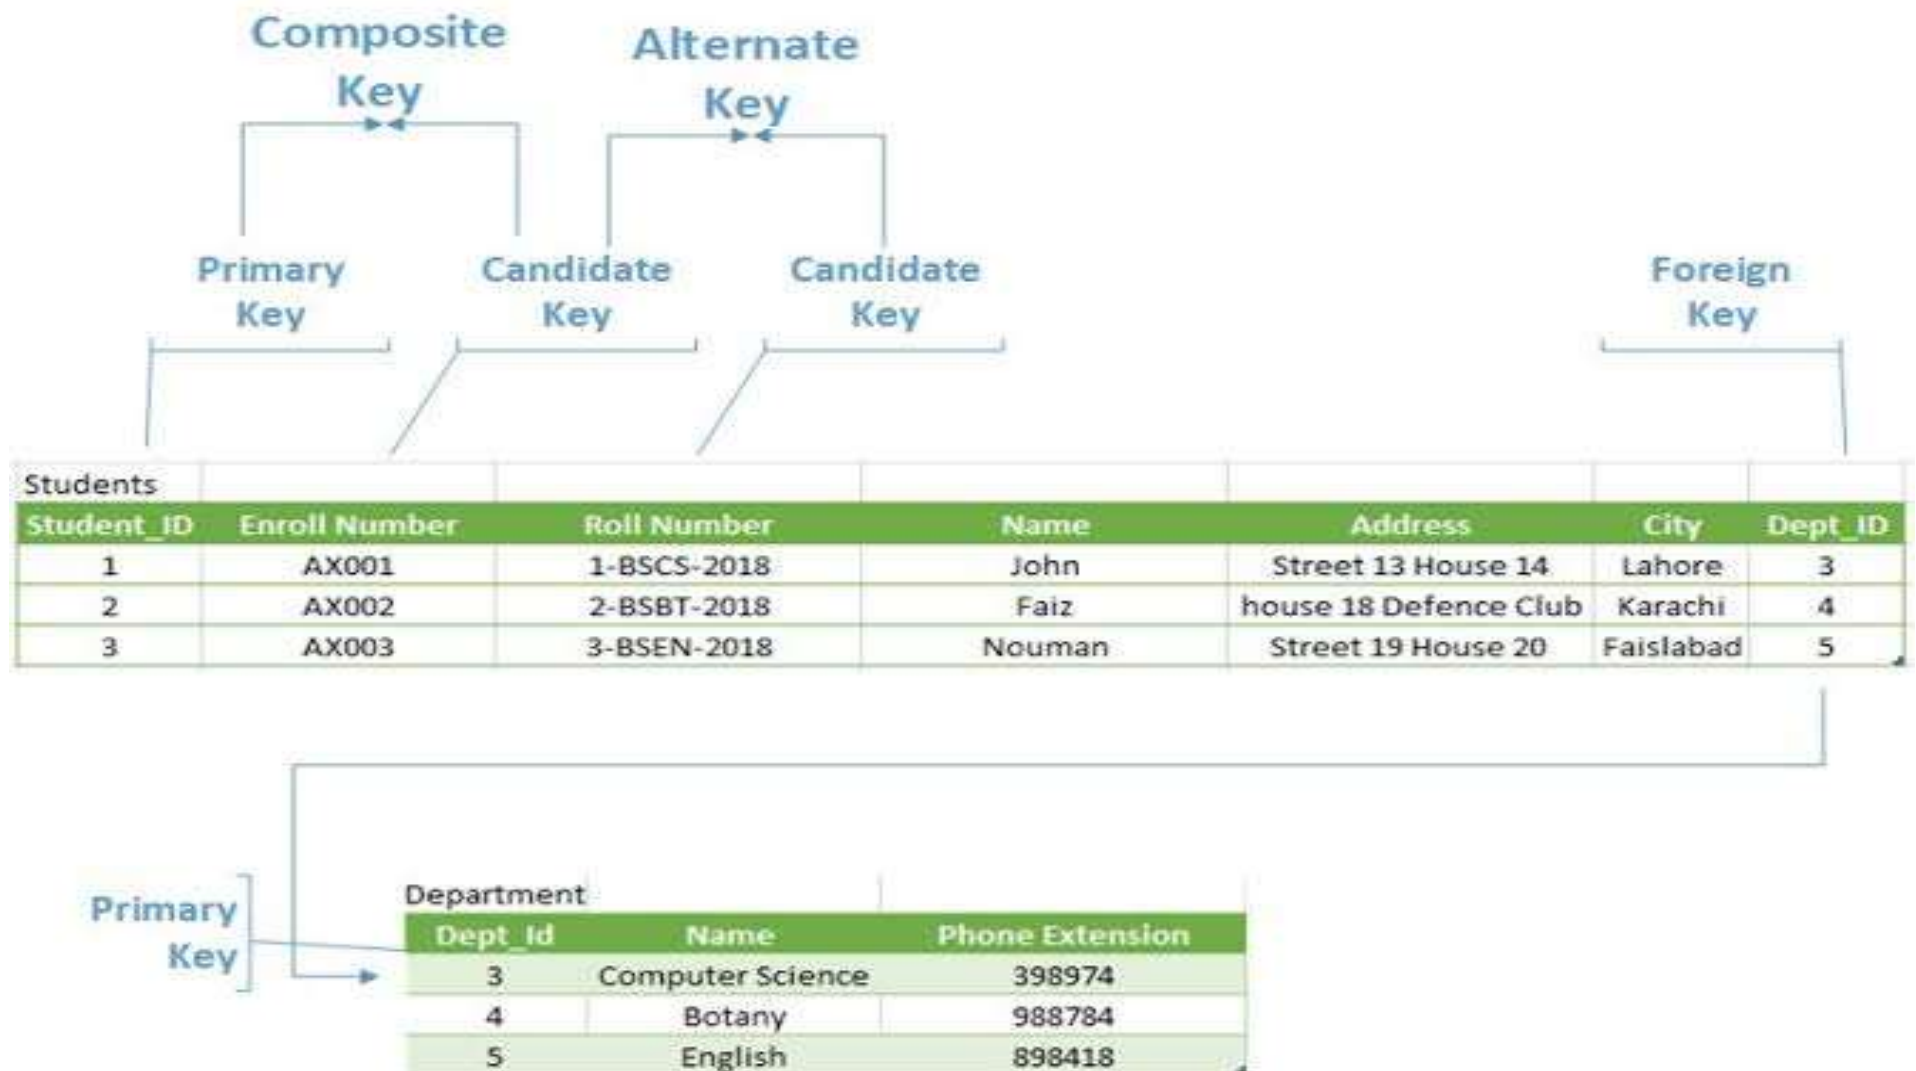 Composite
Key
Alternate
Key
Primary
Key
Candidate
Key
Candidate
Key
Foreign
Key
Students
Student_ID Enroll Number Roll Number Name Address City Dept_ID
1 AX001 1-BSCS-2018 John Street 13 House 14 Lahore 3
2 AX002 2-BSBT-2018 Faiz house 18 Defence Club Karachi 4
3 AX003 3-BSEN-2018 Nouman Street 19 House 20 Faislabad 5
Primary
Key
Department
Dept_Id Name Phone Extension
3 Computer Science 398974
4 Botany 988784
5 English 898418